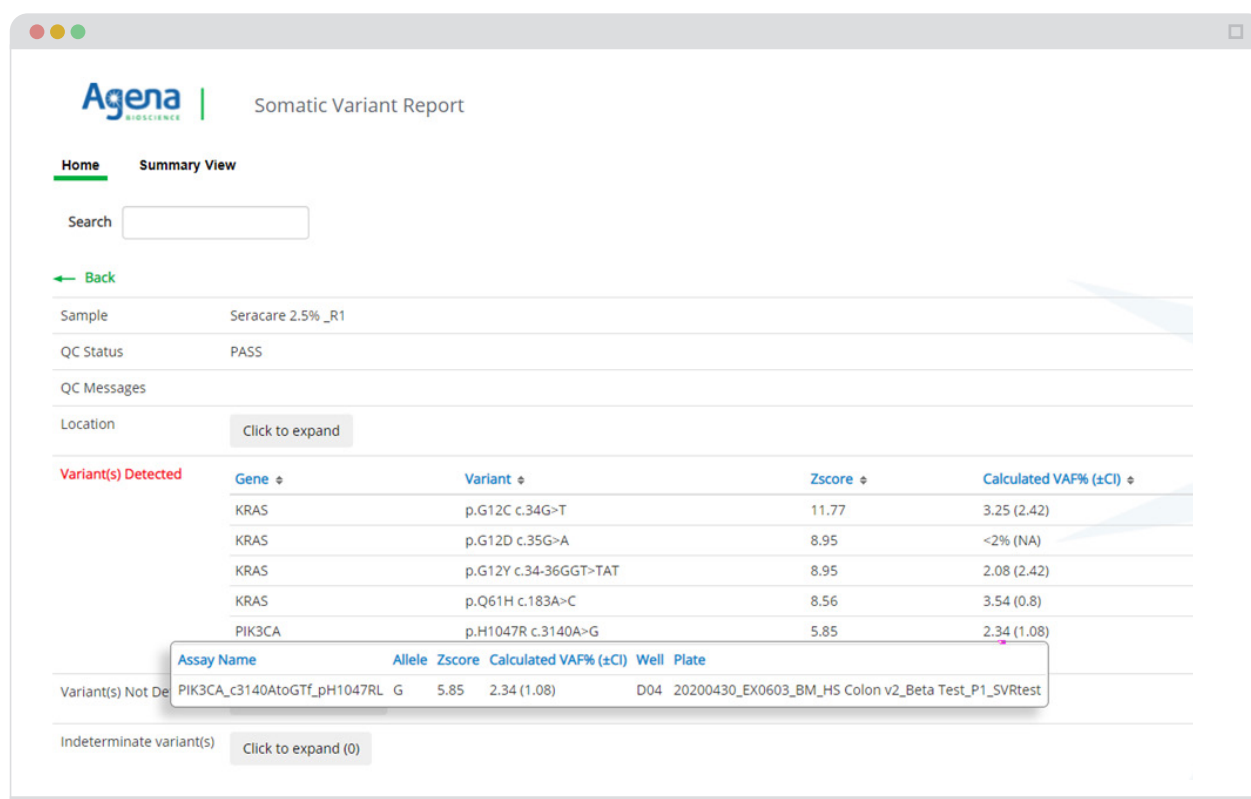 Agena
BIOSCIENCE
Somatic Variant Report
Home Summary View
Search
Back
Sample Seracare 2.5% _R1
QC Status PASS
QC Messages
Location Click to expand
Variant(s) Detected Gene Variant Zscore Calculated VAF% (±CI)
KRAS p.G12C c.34G>T 11.77 3.25 (2.42)
KRAS p.G12D c.35G>A 8.95 <2% (NA)
KRAS p.G12Y c.34-36GGT>TAT 8.95 2.08 (2.42)
KRAS p.Q61H c.183A>C 8.56 3.54 (0.8)
PIK3CA p.H1047R c.3140A>G 5.85 2.34 (1.08)
Assay Name Allele Zscore Calculated VAF% (±CI) Well Plate
Variant(s) Not De PIK3CA_c3140AtoGTf_pH1047RL G 5.85 2.34 (1.08) D04 20200430_EX0603_BM_HS Colon v2_Beta Test_P1_SVRtest
Indeterminate variant(s) Click to expand (0)